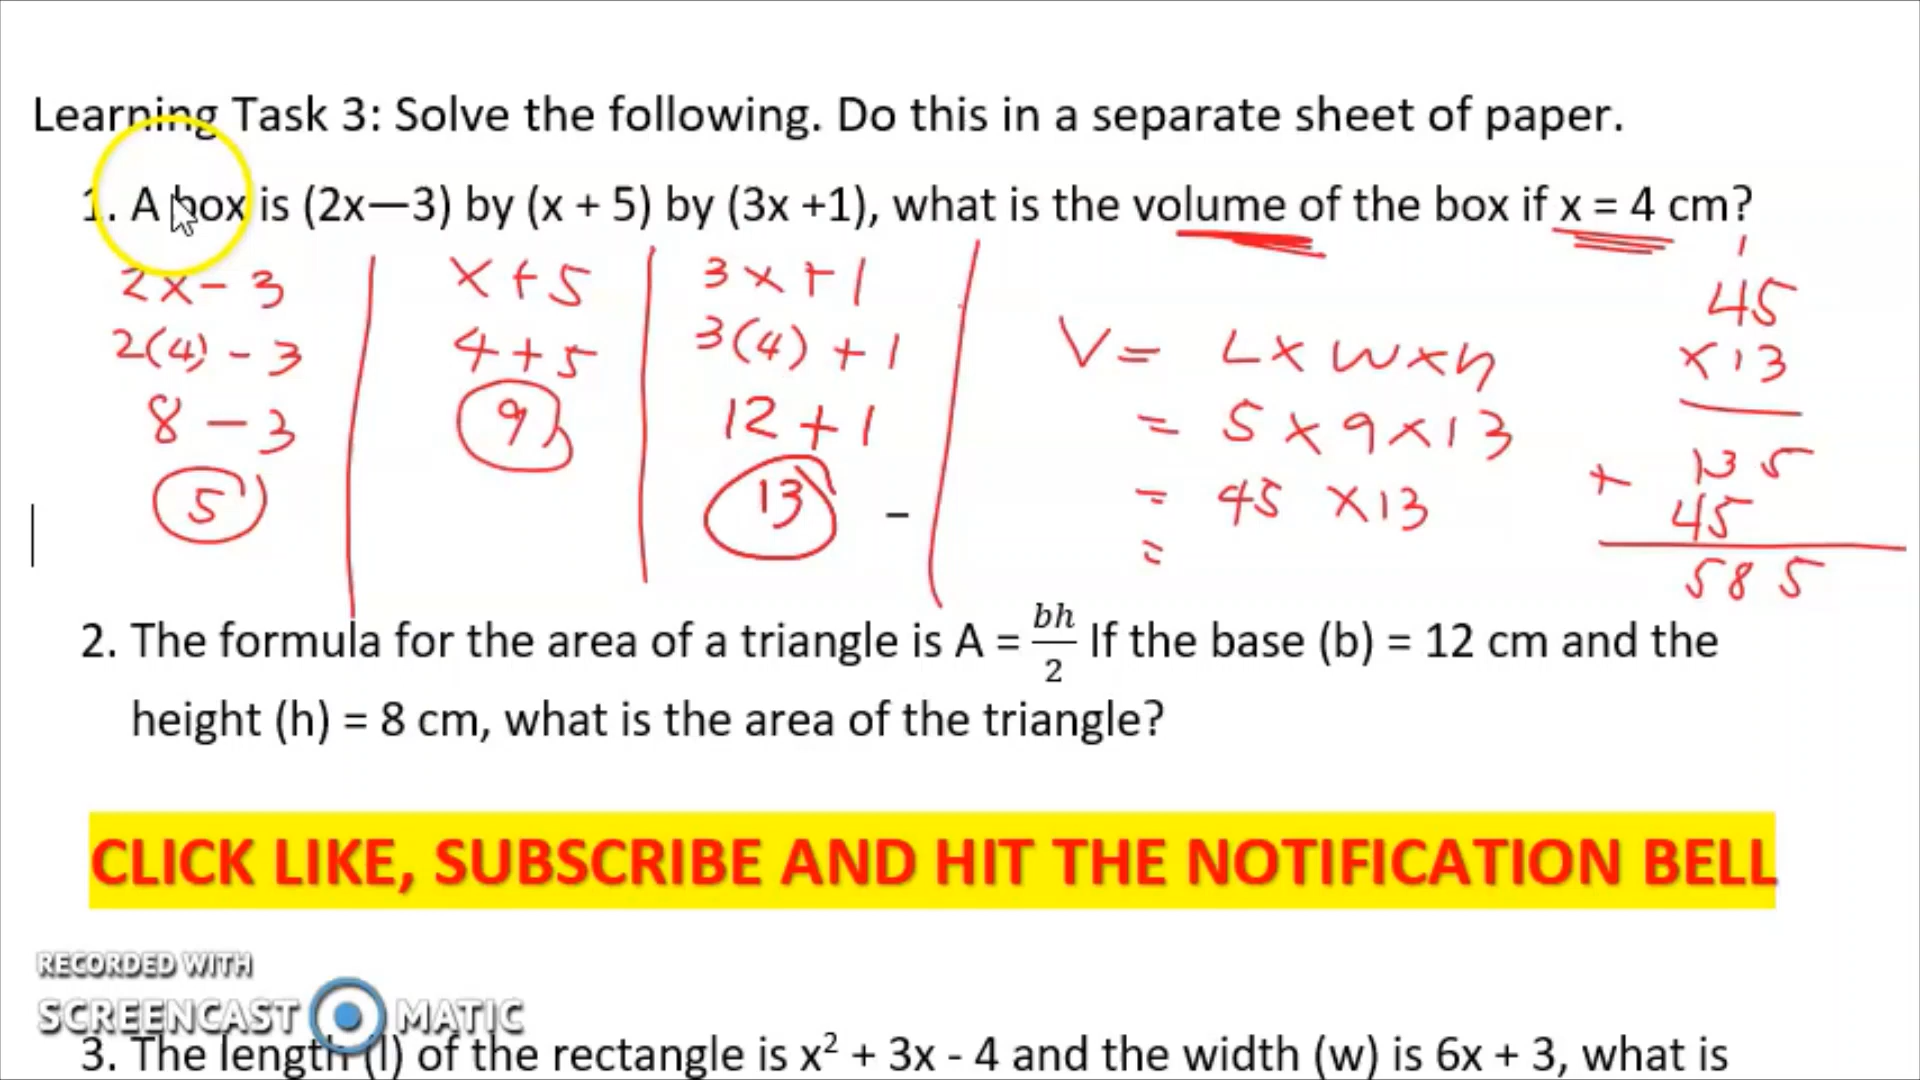 Learning Task 3: Solve the following. Do this in a separate sheet of paper.
1. A box is (2x—3) by (x + 5) by (3x +1), what is the volume of the box if x = 4 cm?
2x - 3
2(4) - 3
8 - 3
5
x + 5
4 + 5
9
3x + 1
3(4) + 1
12 + 1
13
-
V = L x W x h
= 5 x 9 x 13
= 45 x 13
=
1
45
x 13
135
+ 45
585
2. The formula for the area of a triangle is A = bh/2 If the base (b) = 12 cm and the
height (h) = 8 cm, what is the area of the triangle?
CLICK LIKE, SUBSCRIBE AND HIT THE NOTIFICATION BELL
RECORDED WITH
SCREENCAST MATIC
3. The length (l) of the rectangle is x² + 3x - 4 and the width (w) is 6x + 3, what is